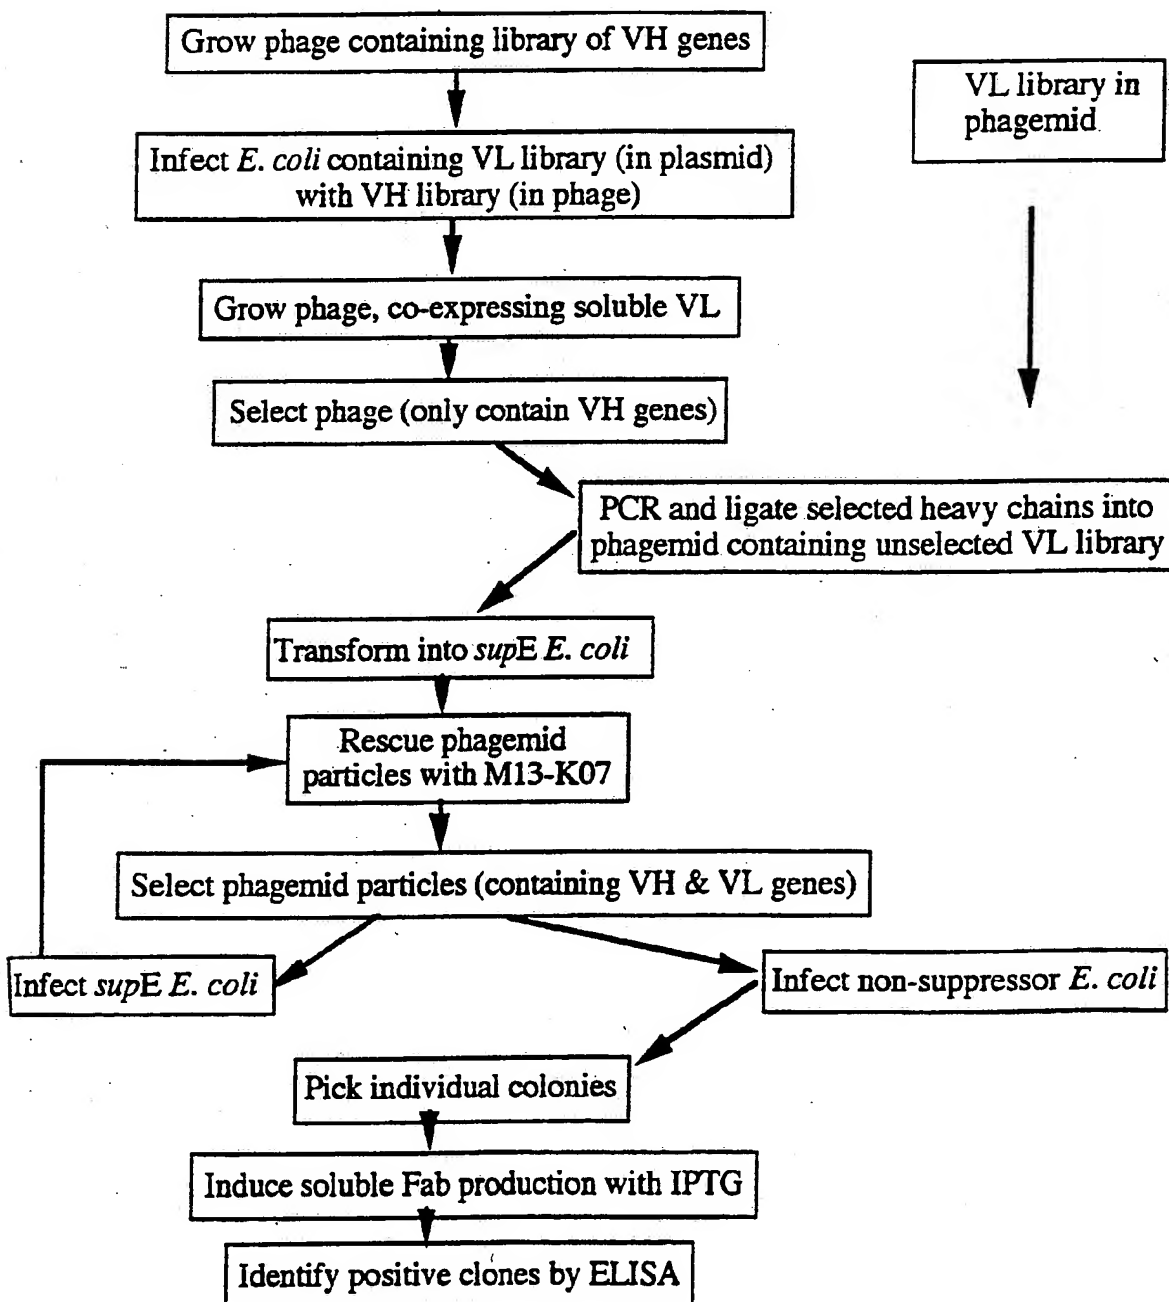 Grow phage containing library of VH genes
VL library in
phagemid
Infect E. coli containing VL library (in plasmid)
with VH library (in phage)
Grow phage, co-expressing soluble VL
Select phage (only contain VH genes)
PCR and ligate selected heavy chains into
phagemid containing unselected VL library
Transform into supE E. coli
Rescue phagemid
particles with M13-K07
Select phagemid particles (containing VH & VL genes)
Infect supE E. coli
Infect non-suppressor E. coli
Pick individual colonies
Induce soluble Fab production with IPTG
Identify positive clones by ELISA